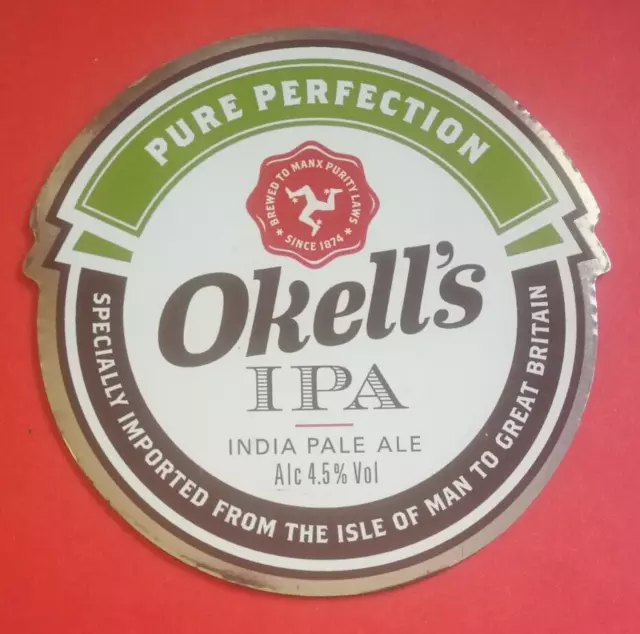 PURE PERFECTION
BREWED TO MANX PURITY LAWS
SINCE 1874
Okell's
IPA
INDIA PALE ALE
Alc 4.5% Vol
SPECIALLY IMPORTED FROM THE ISLE OF MAN TO GREAT BRITAIN